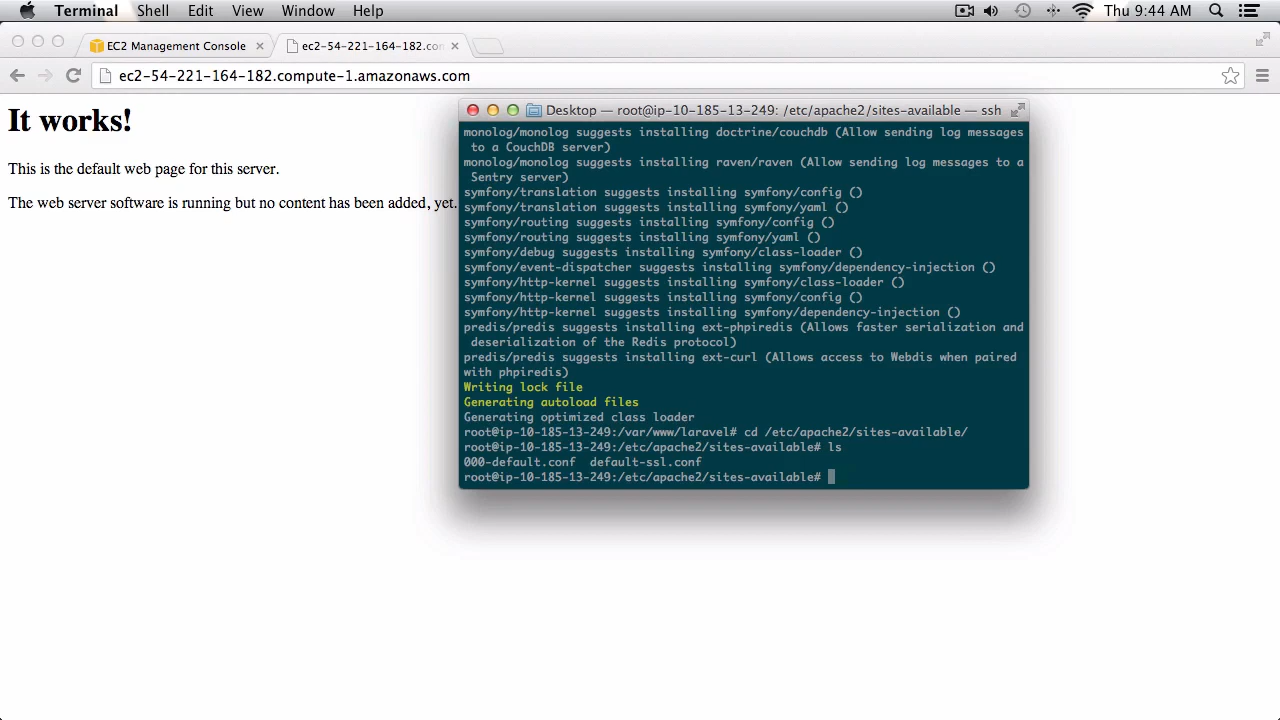 Terminal Shell Edit View Window Help Thu 9:44 AM
EC2 Management Console ec2-54-221-164-182.com
ec2-54-221-164-182.compute-1.amazonaws.com
It works!
This is the default web page for this server.
The web server software is running but no content has been added, yet.
Desktop — root@ip-10-185-13-249: /etc/apache2/sites-available — ssh
monolog/monolog suggests installing doctrine/couchdb (Allow sending log messages
to a CouchDB server)
monolog/monolog suggests installing raven/raven (Allow sending log messages to a
Sentry server)
symfony/translation suggests installing symfony/config ()
symfony/translation suggests installing symfony/yaml ()
symfony/routing suggests installing symfony/config ()
symfony/routing suggests installing symfony/yaml ()
symfony/debug suggests installing symfony/class-loader ()
symfony/event-dispatcher suggests installing symfony/dependency-injection ()
symfony/http-kernel suggests installing symfony/class-loader ()
symfony/http-kernel suggests installing symfony/config ()
symfony/http-kernel suggests installing symfony/dependency-injection ()
predis/predis suggests installing ext-phpiredis (Allows faster serialization and
deserialization of the Redis protocol)
predis/predis suggests installing ext-curl (Allows access to Webdis when paired
with phpiredis)
Writing lock file
Generating autoload files
Generating optimized class loader
root@ip-10-185-13-249:/var/www/laravel# cd /etc/apache2/sites-available/
root@ip-10-185-13-249:/etc/apache2/sites-available# ls
000-default.conf default-ssl.conf
root@ip-10-185-13-249:/etc/apache2/sites-available#